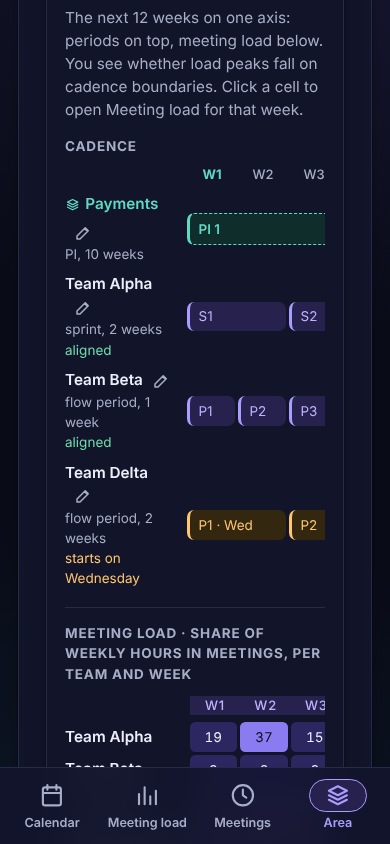 The next 12 weeks on one axis:
periods on top, meeting load below.
You see whether load peaks fall on
cadence boundaries. Click a cell to
open Meeting load for that week.
CADENCE
W1 W2 W3
Payments
PI 1
PI, 10 weeks
Team Alpha
S1 S2
sprint, 2 weeks
aligned
Team Beta
flow period, 1
week
P1 P2 P3
aligned
Team Delta
flow period, 2
weeks
P1 · Wed P2
starts on
Wednesday
MEETING LOAD · SHARE OF
WEEKLY HOURS IN MEETINGS, PER
TEAM AND WEEK
W1 W2 W3
Team Alpha 19 37 15
Calendar Meeting load Meetings Area